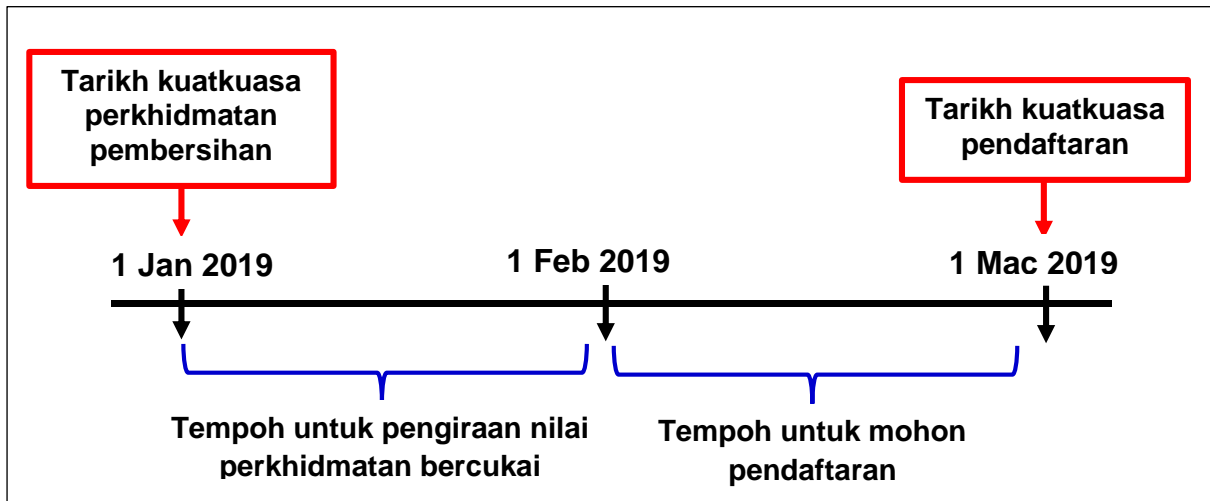 Tarikh kuatkuasa
perkhidmatan
pembersihan
Tarikh kuatkuasa
pendaftaran
1 Jan 2019
1 Feb 2019
1 Mac 2019
Tempoh untuk pengiraan nilai
perkhidmatan bercukai
Tempoh untuk mohon
pendaftaran